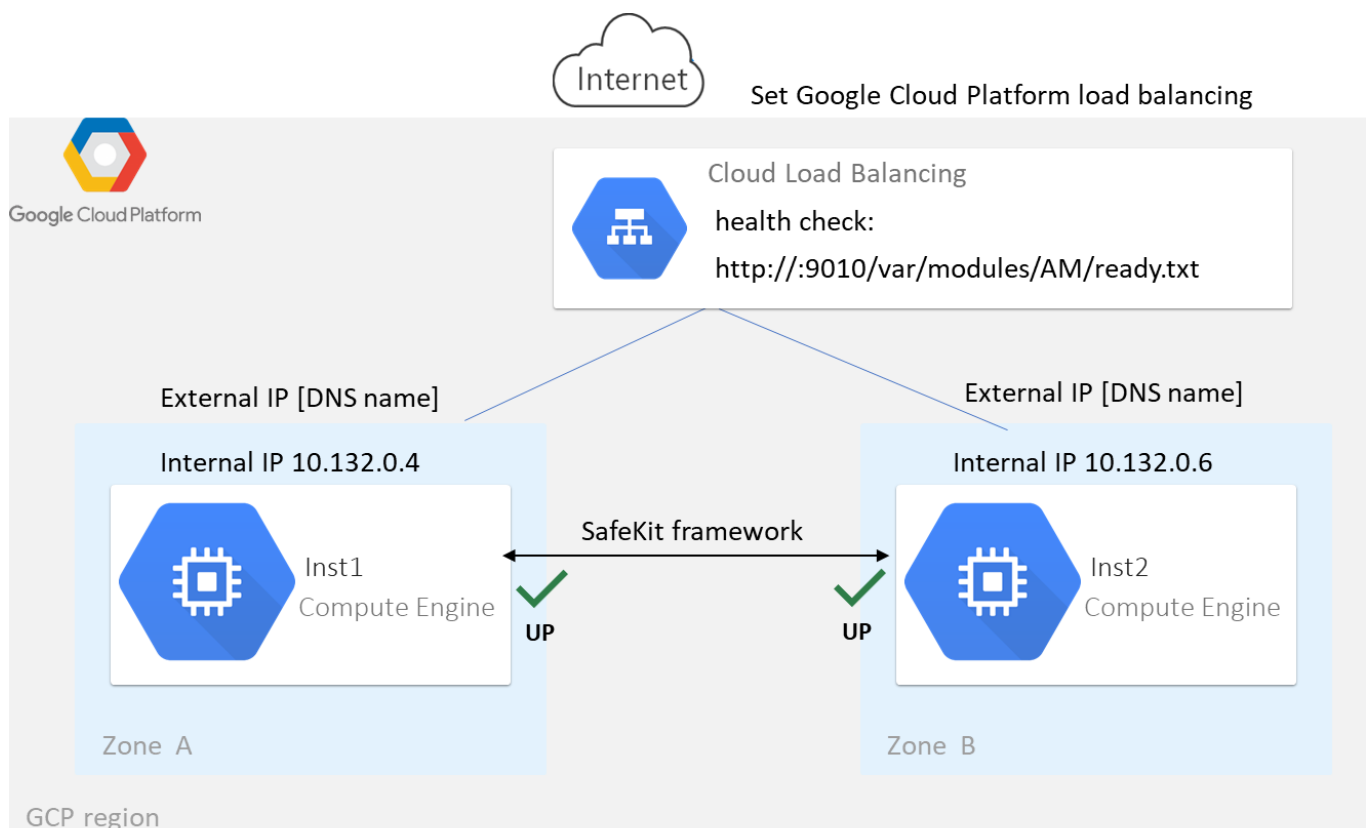 Internet
Set Google Cloud Platform load balancing
Google Cloud Platform
Cloud Load Balancing
health check:
http://:9010/var/modules/AM/ready.txt
External IP [DNS name]
External IP [DNS name]
Internal IP 10.132.0.4
Internal IP 10.132.0.6
SafeKit framework
Inst1
Compute Engine
UP
UP
Inst2
Compute Engine
Zone A
Zone B
GCP region